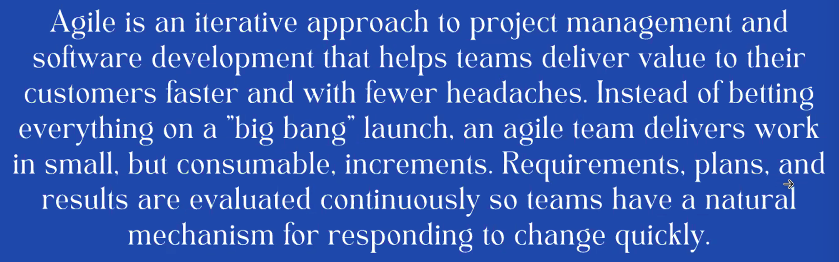 Agile is an iterative approach to project management and
software development that helps teams deliver value to their
customers faster and with fewer headaches. Instead of betting
everything on a "big bang" launch, an agile team delivers work
in small, but consumable, increments. Requirements, plans, and
results are evaluated continuously so teams have a natural
mechanism for responding to change quickly.